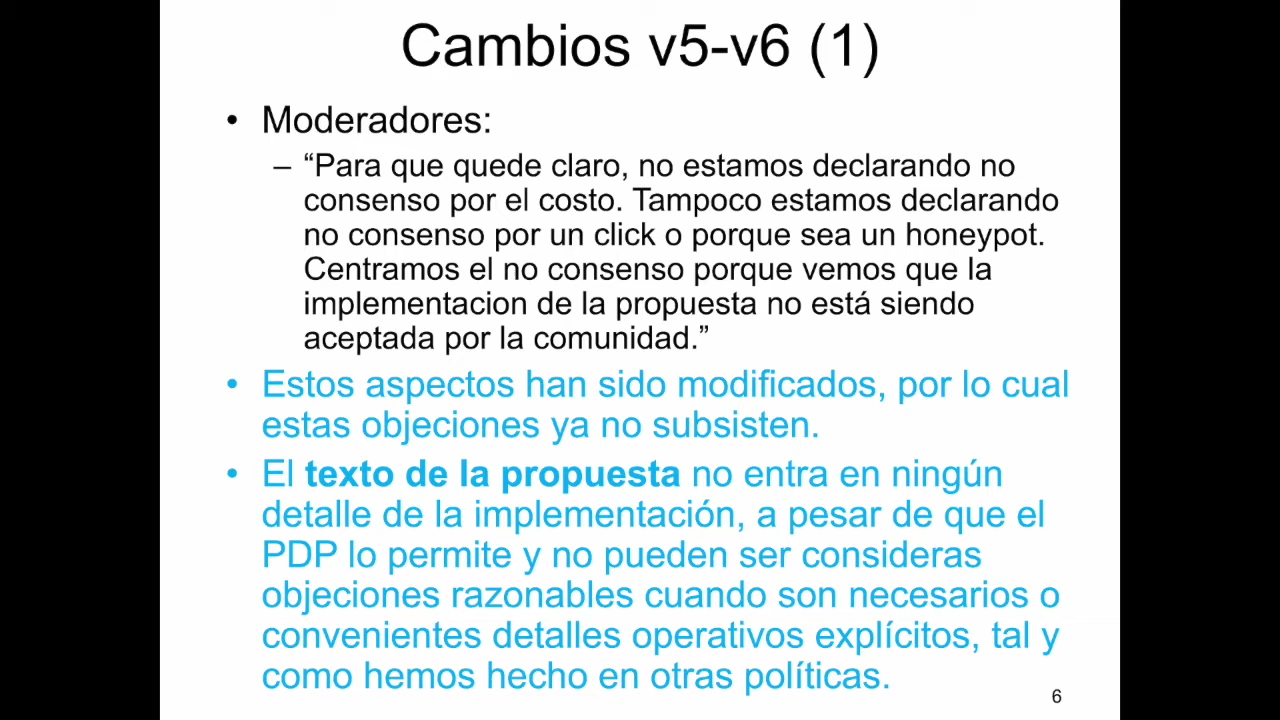 Cambios v5-v6 (1)
• Moderadores:
– “Para que quede claro, no estamos declarando no
consenso por el costo. Tampoco estamos declarando
no consenso por un click o porque sea un honeypot.
Centramos el no consenso porque vemos que la
implementacion de la propuesta no está siendo
aceptada por la comunidad.”
• Estos aspectos han sido modificados, por lo cual
estas objeciones ya no subsisten.
• El texto de la propuesta no entra en ningún
detalle de la implementación, a pesar de que el
PDP lo permite y no pueden ser consideras
objeciones razonables cuando son necesarios o
convenientes detalles operativos explícitos, tal y
como hemos hecho en otras políticas.
6